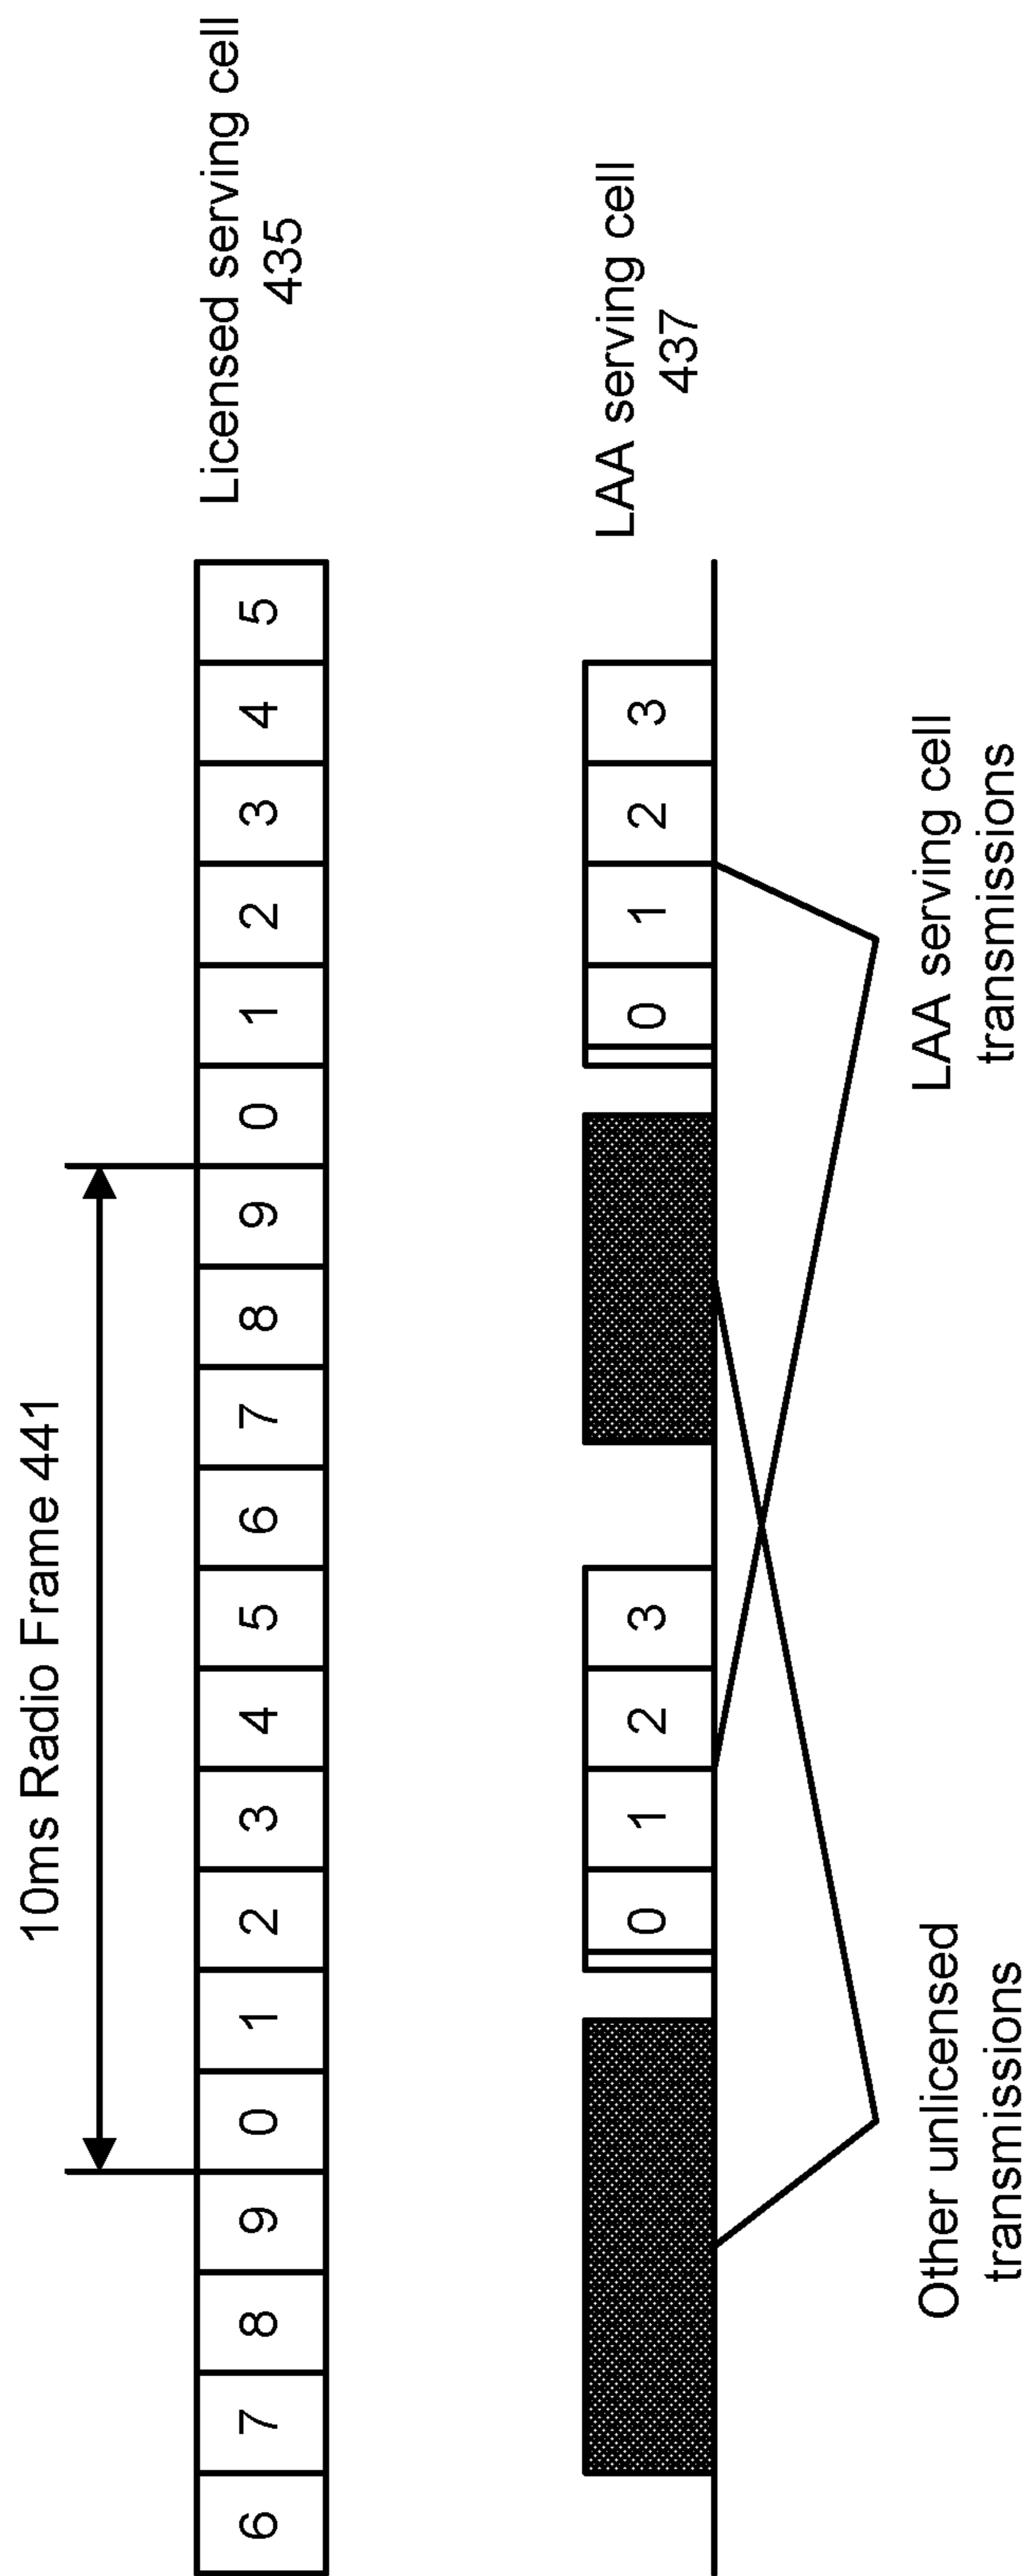 10ms Radio Frame 441
6 7 8 9 0 1 2 3 4 5 6 7 8 9 0 1 2 3 4 5
Licensed serving cell
435
0 1 2 3 0 1 2 3
LAA serving cell
437
Other unlicensed
transmissions
LAA serving cell
transmissions